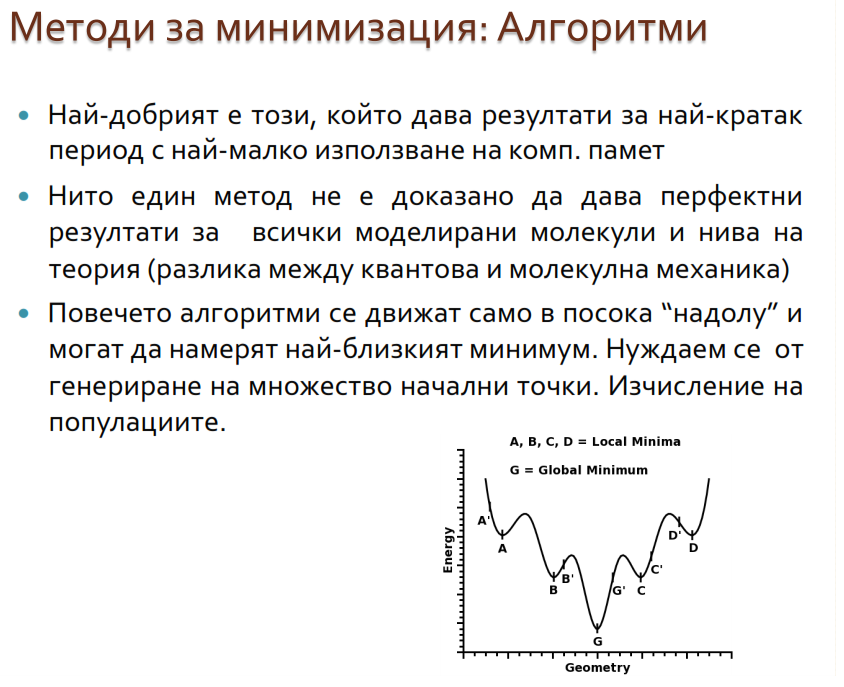 Методи за минимизация: Алгоритми
• Най-добрият е този, който дава резултати за най-кратак
период с най-малко използване на комп. памет
• Нито един метод не е доказано да дава перфектни
резултати за всички моделирани молекули и нива на
теория (разлика между квантова и молекулна механика)
• Повечето алгоритми се движат само в посока “надолу” и
могат да намерят най-близкият минимум. Нуждаем се от
генериране на множество начални точки. Изчисление на
популациите.
A, B, C, D = Local Minima
G = Global Minimum
Energy
A'
A
B
B'
G
G'
C
C'
D'
D
Geometry